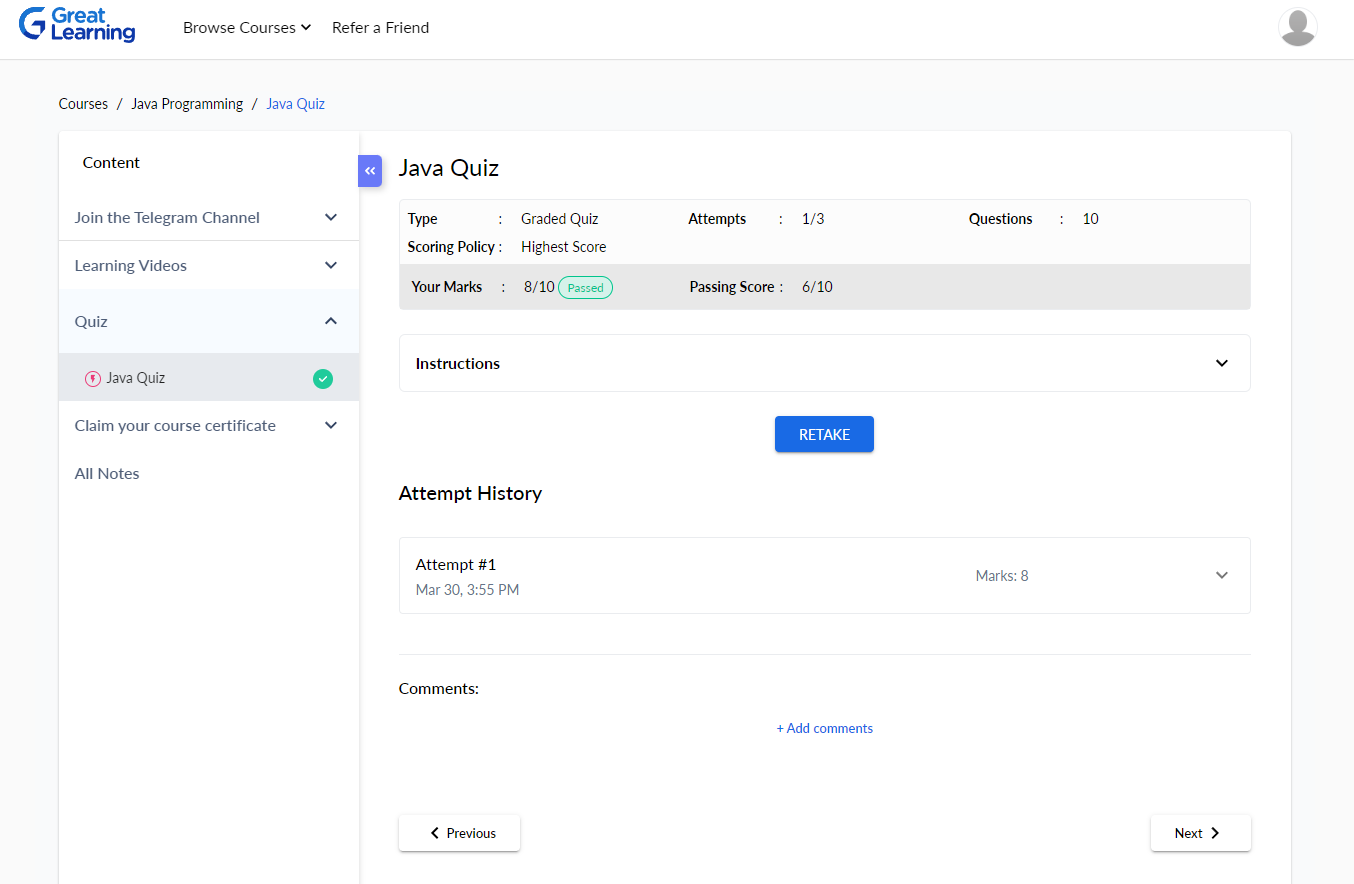 Great
Learning
Browse Courses
Refer a Friend
Courses / Java Programming / Java Quiz
Content
Join the Telegram Channel
Learning Videos
Quiz
Java Quiz
Claim your course certificate
All Notes
Java Quiz
Type : Graded Quiz Attempts : 1/3 Questions : 10
Scoring Policy : Highest Score
Your Marks : 8/10 Passed Passing Score : 6/10
Instructions
RETAKE
Attempt History
Attempt #1
Mar 30, 3:55 PM
Marks: 8
Comments:
+ Add comments
Previous
Next